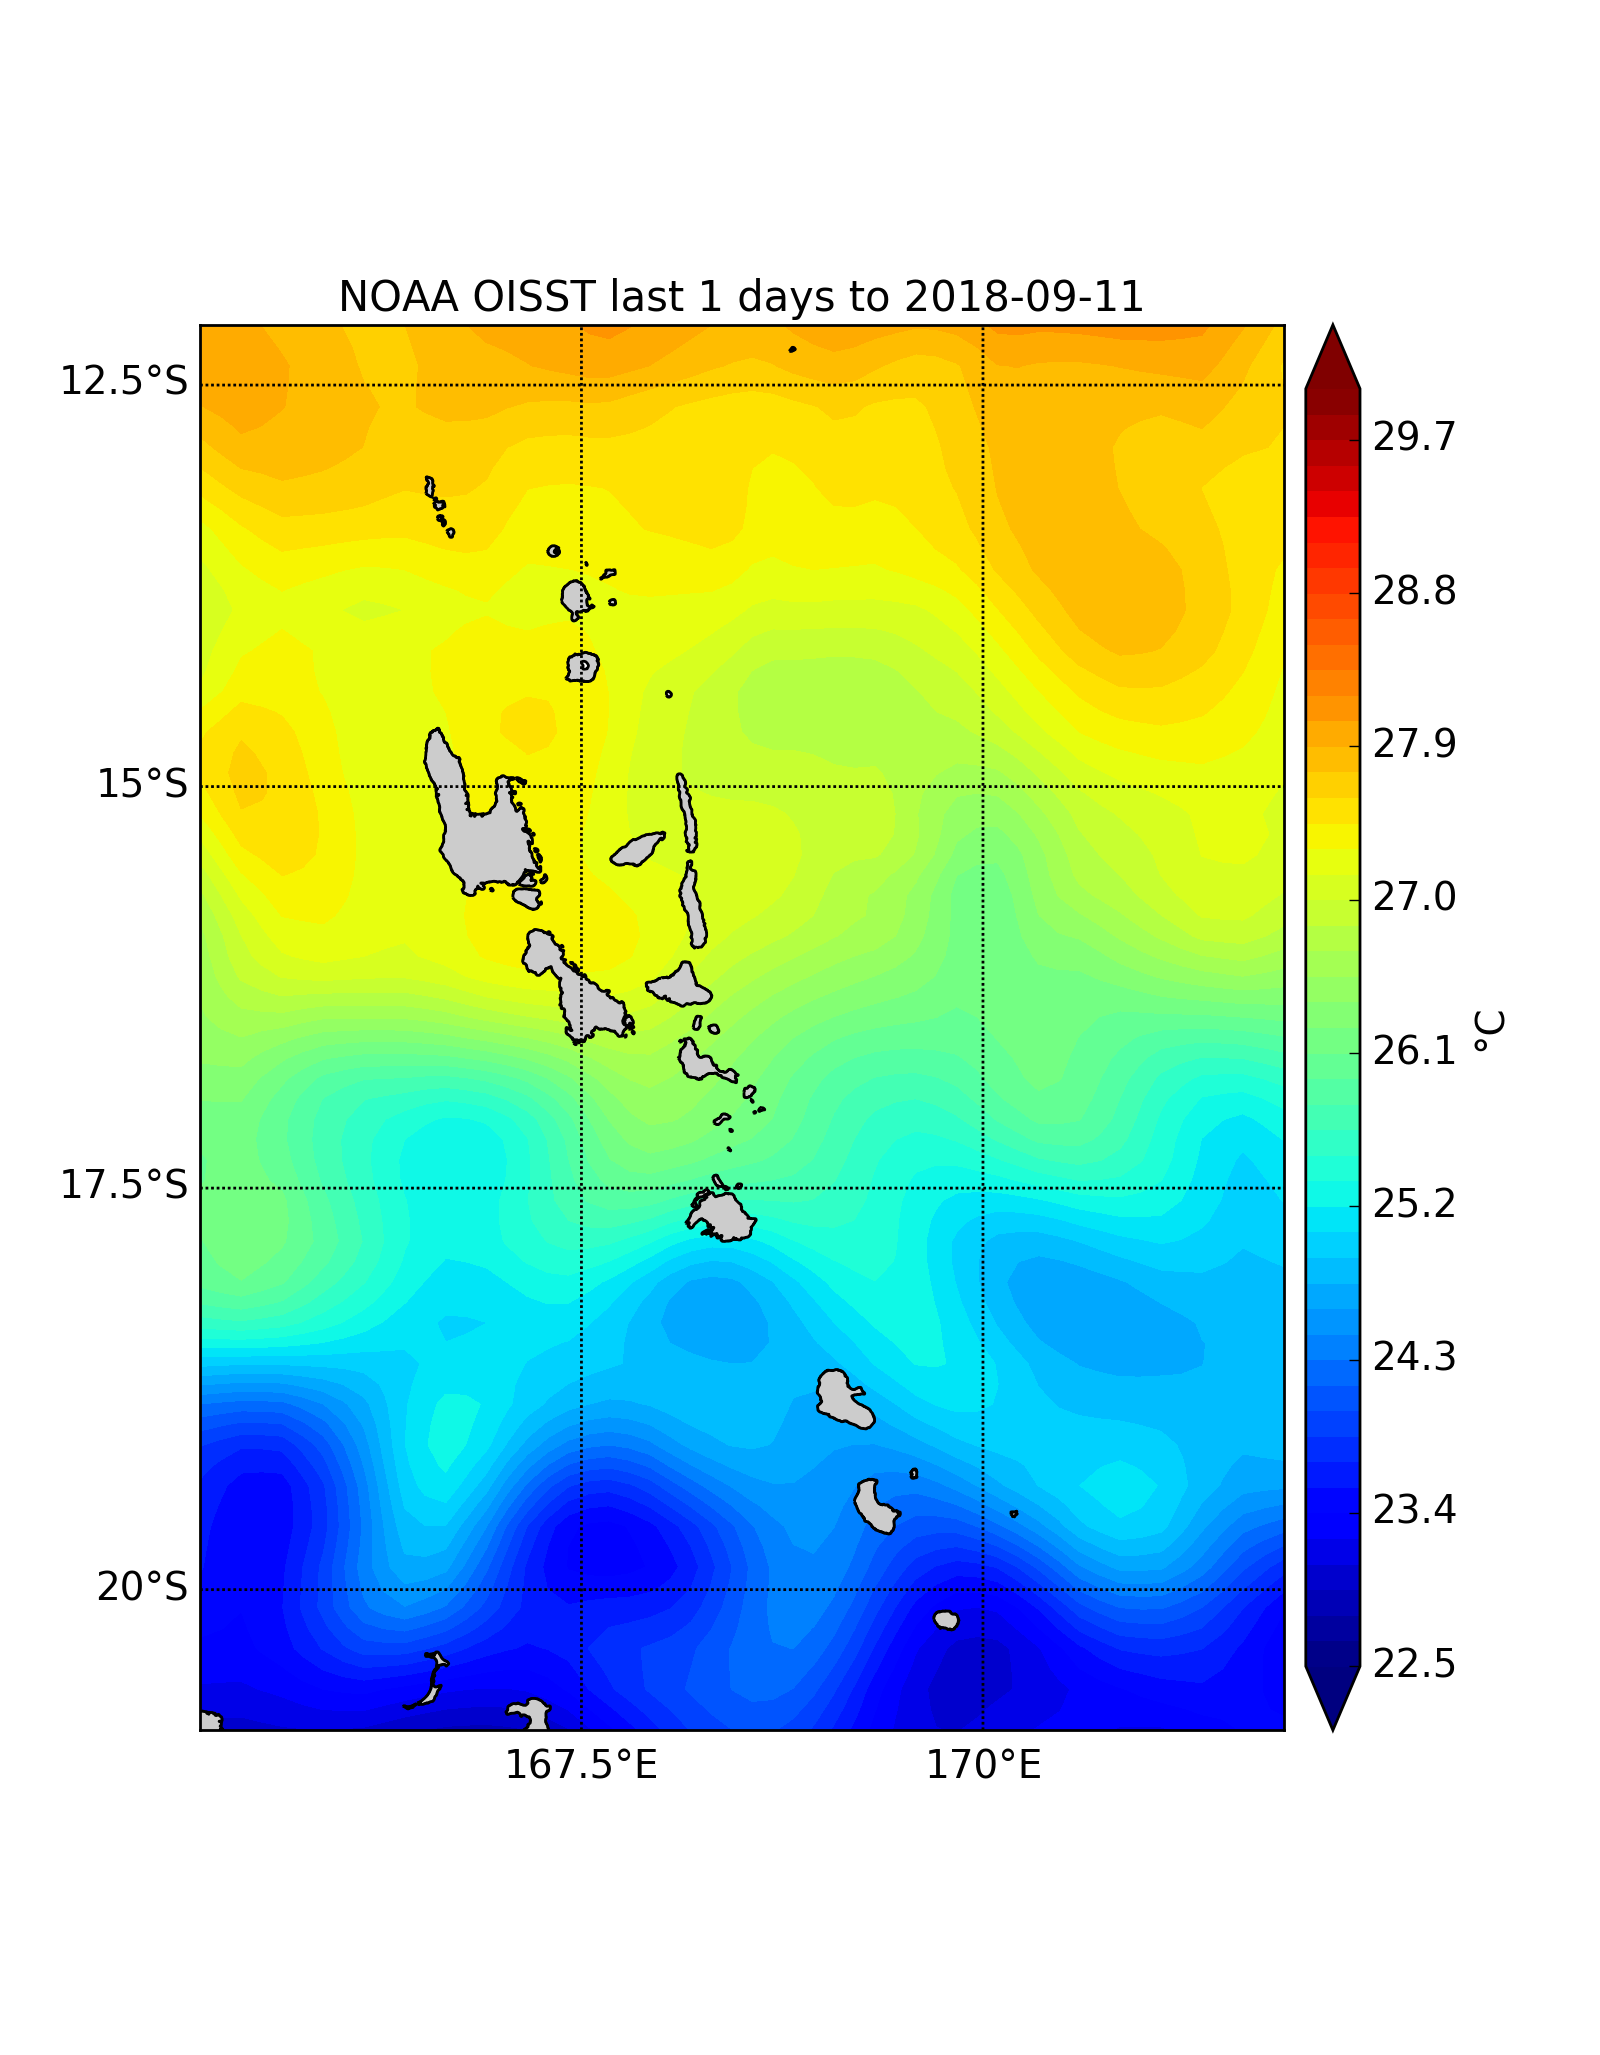 NOAA OISST last 1 days to 2018-09-11
12.5°S
15°S
17.5°S
20°S
167.5°E
170°E
29.7
28.8
27.9
27.0
26.1
25.2
24.3
23.4
22.5
°C